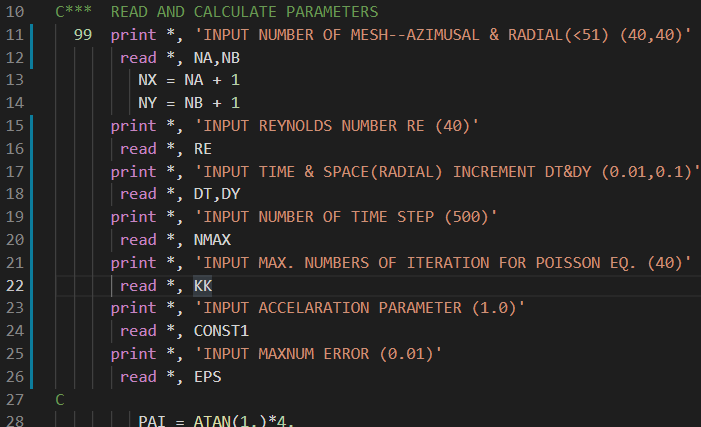 10 C*** READ AND CALCULATE PARAMETERS
11 99 print *, 'INPUT NUMBER OF MESH--AZIMUSAL & RADIAL(<51) (40,40)'
12 read *, NA,NB
13 NX = NA + 1
14 NY = NB + 1
15 print *, 'INPUT REYNOLDS NUMBER RE (40)'
16 read *, RE
17 print *, 'INPUT TIME & SPACE(RADIAL) INCREMENT DT&DY (0.01,0.1)'
18 read *, DT,DY
19 print *, 'INPUT NUMBER OF TIME STEP (500)'
20 read *, NMAX
21 print *, 'INPUT MAX. NUMBERS OF ITERATION FOR POISSON EQ. (40)'
22 read *, KK
23 print *, 'INPUT ACCELARATION PARAMETER (1.0)'
24 read *, CONST1
25 print *, 'INPUT MAXNUM ERROR (0.01)'
26 read *, EPS
27 C
28 PAI = ATAN(1.)*4.